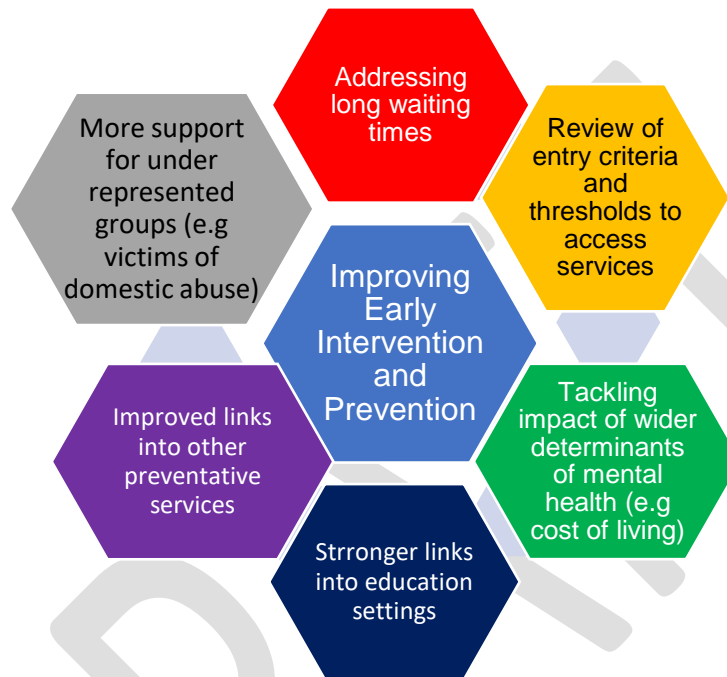 Addressing
long waiting
times
More support
for under
represented
groups (e.g
victims of
domestic abuse)
Review of
entry criteria
and
thresholds to
access
services
Improving
Early
Intervention
and
Prevention
Improved links
into other
preventative
services
Tackling
impact of wider
determinants
of mental
health (e.g
cost of living)
Strronger links
into education
settings